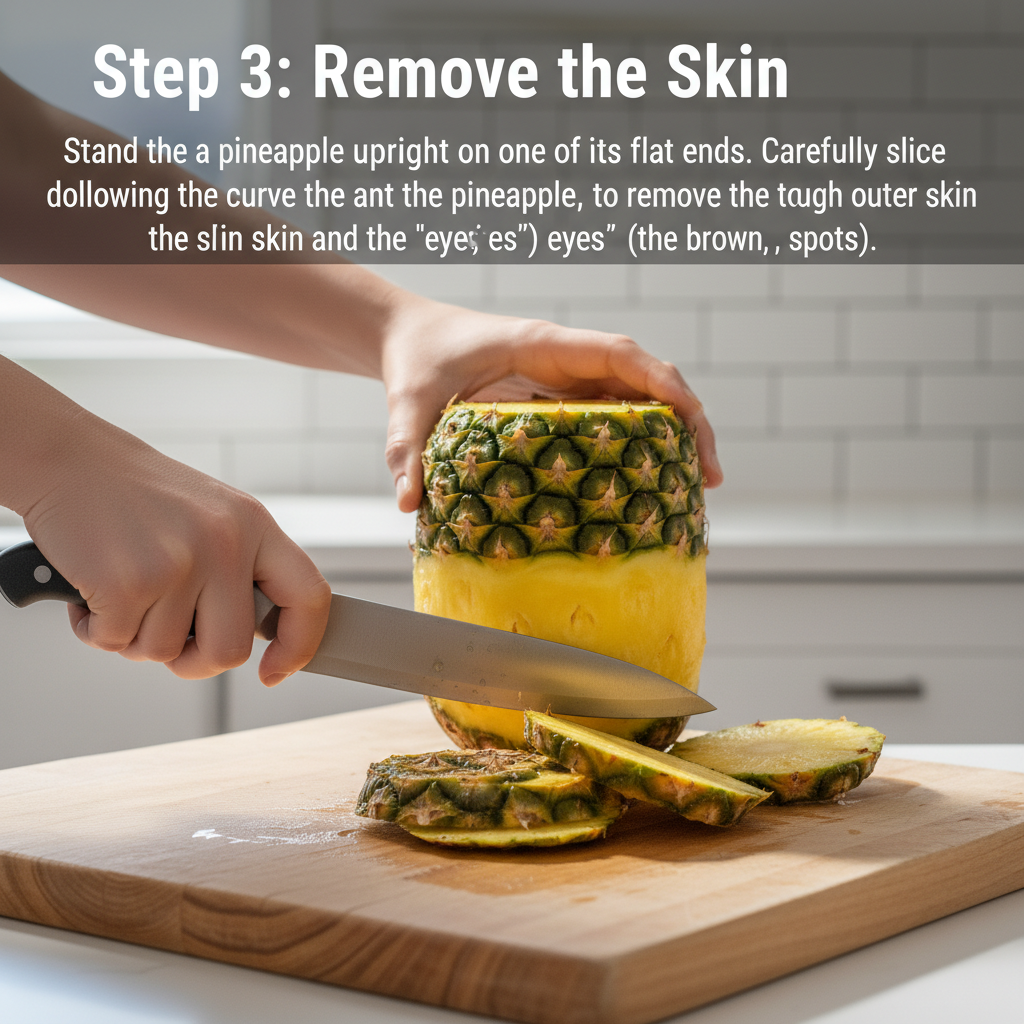 Step 3: Remove the Skin
Stand the a pineapple upright on one of its flat ends. Carefully slice
dollowing the curve the ant the pineapple, to remove the tough outer skin
the slin skin and the "eyer, es”) eyes” (the brown, , spots).